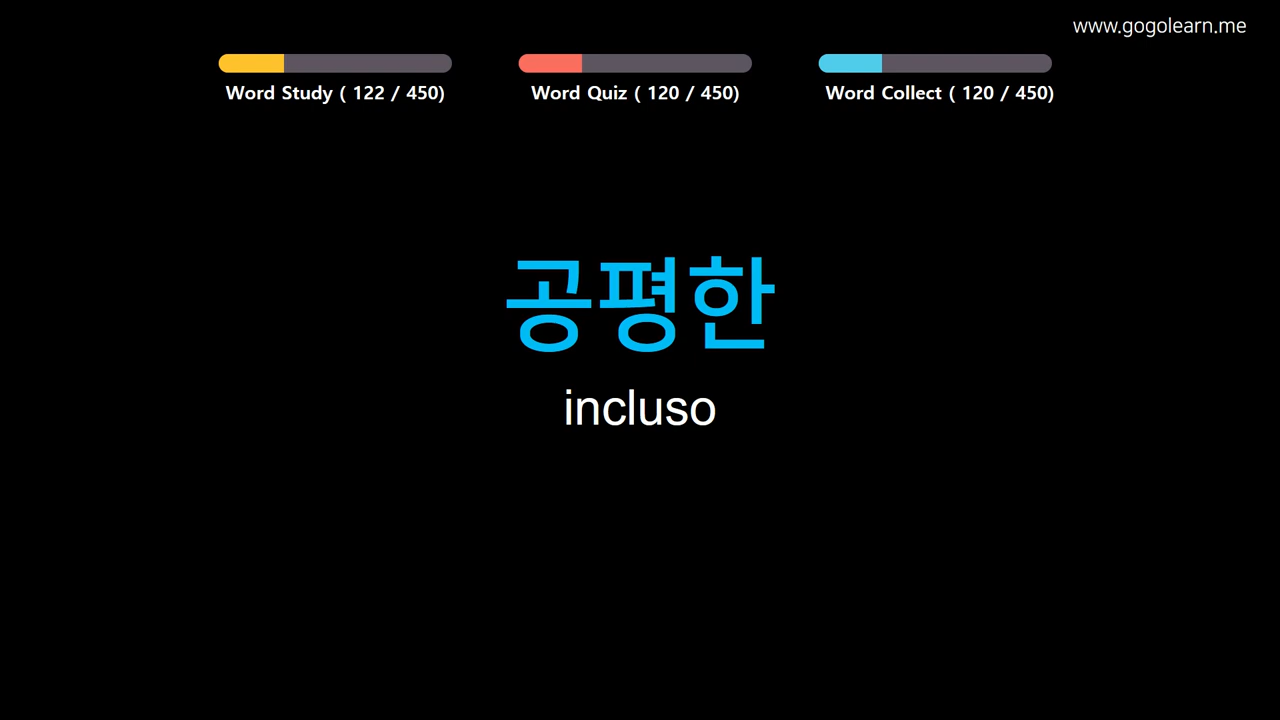 www.gogolearn.me
Word Study ( 122 / 450)
Word Quiz ( 120 / 450)
Word Collect ( 120 / 450)
공평한
incluso